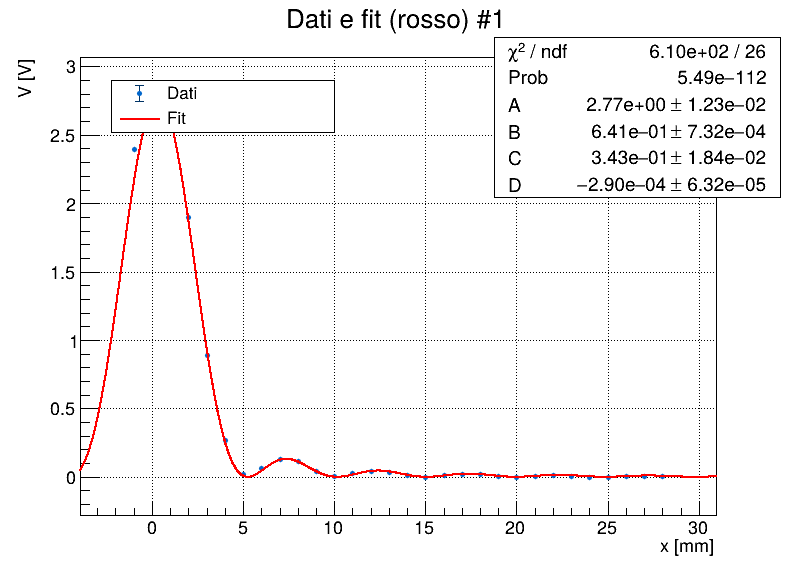 Dati e fit (rosso) #1
χ² / ndf 6.10e+02 / 26
Prob 5.49e−112
A 2.77e+00 ± 1.23e−02
B 6.41e−01 ± 7.32e−04
C 3.43e−01 ± 1.84e−02
D −2.90e−04 ± 6.32e−05
V [V]
Dati
Fit
3
2.5
2
1.5
1
0.5
0
0 5 10 15 20 25 30
x [mm]